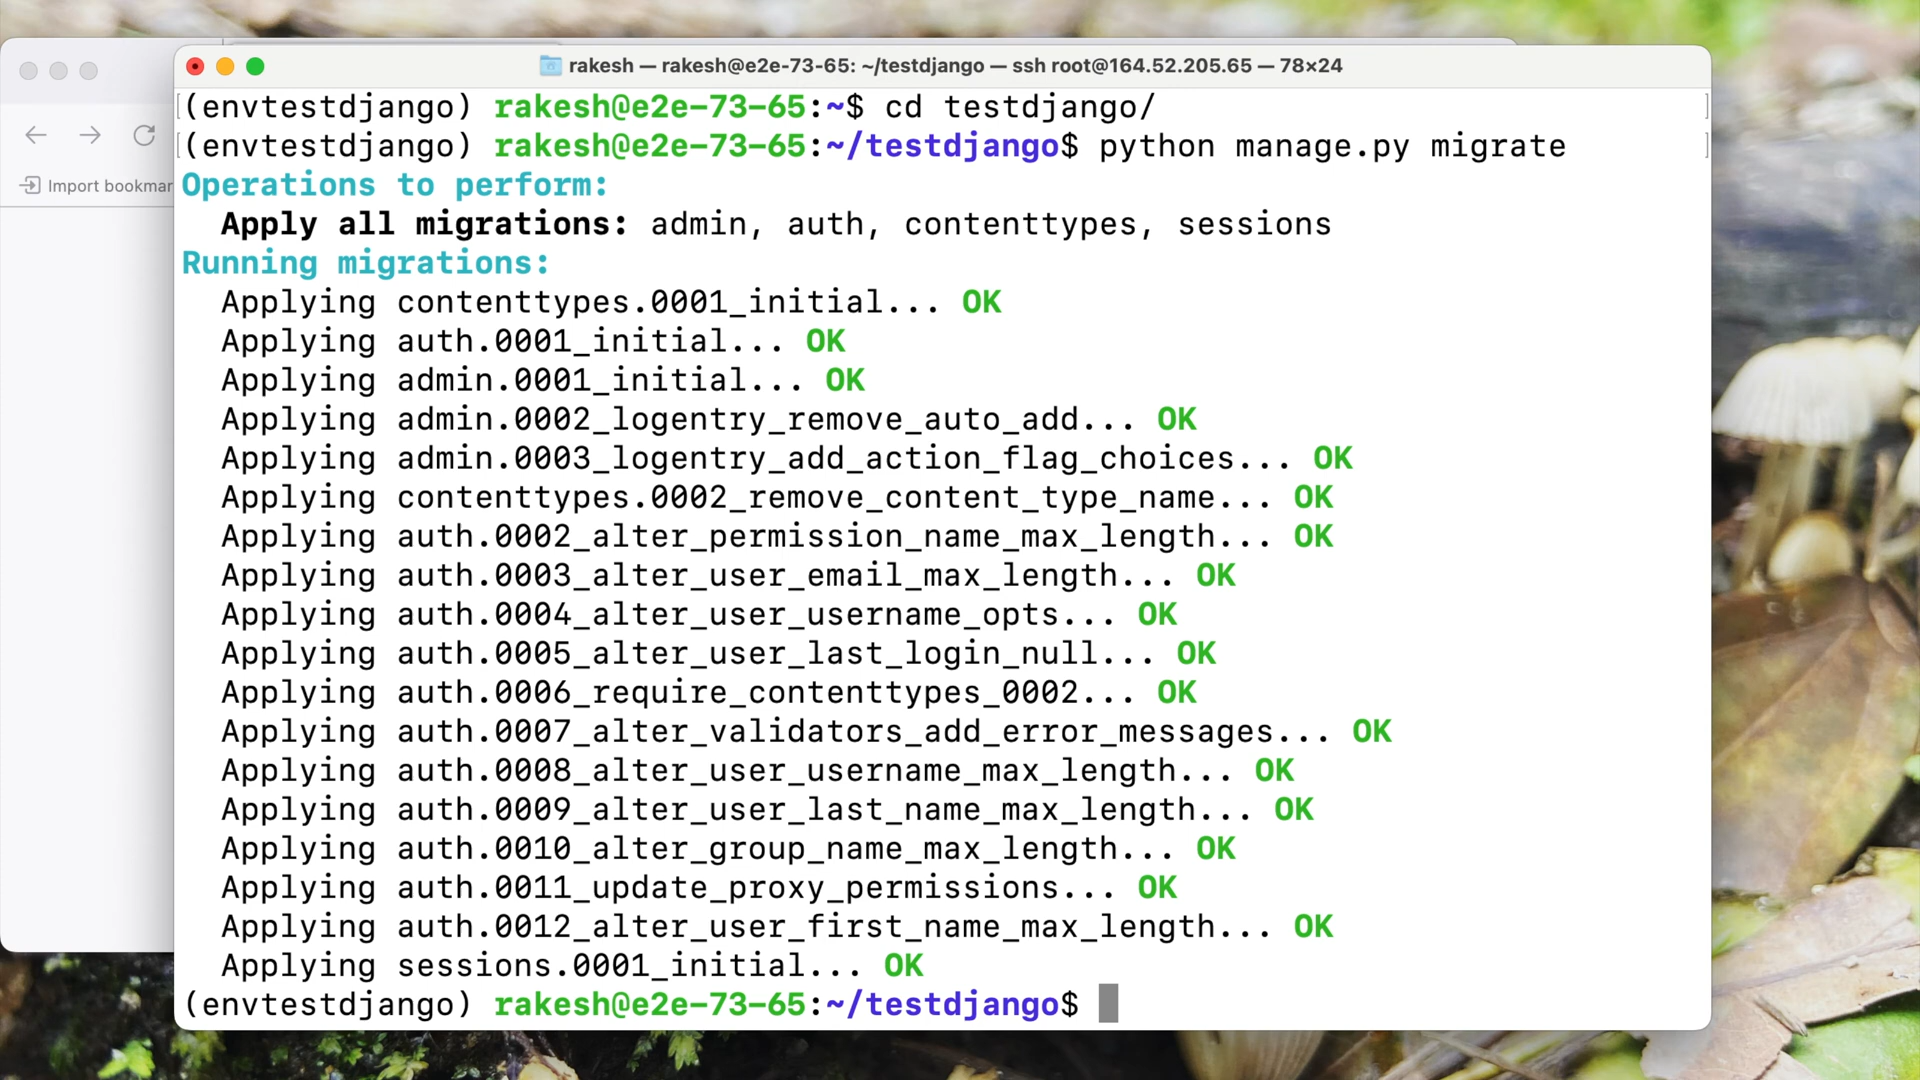 rakesh — rakesh@e2e-73-65: ~/testdjango — ssh root@164.52.205.65 — 78×24
Import bookmar
(envtestdjango) rakesh@e2e-73-65:~$ cd testdjango/
(envtestdjango) rakesh@e2e-73-65:~/testdjango$ python manage.py migrate
Operations to perform:
  Apply all migrations: admin, auth, contenttypes, sessions
Running migrations:
  Applying contenttypes.0001_initial... OK
  Applying auth.0001_initial... OK
  Applying admin.0001_initial... OK
  Applying admin.0002_logentry_remove_auto_add... OK
  Applying admin.0003_logentry_add_action_flag_choices... OK
  Applying contenttypes.0002_remove_content_type_name... OK
  Applying auth.0002_alter_permission_name_max_length... OK
  Applying auth.0003_alter_user_email_max_length... OK
  Applying auth.0004_alter_user_username_opts... OK
  Applying auth.0005_alter_user_last_login_null... OK
  Applying auth.0006_require_contenttypes_0002... OK
  Applying auth.0007_alter_validators_add_error_messages... OK
  Applying auth.0008_alter_user_username_max_length... OK
  Applying auth.0009_alter_user_last_name_max_length... OK
  Applying auth.0010_alter_group_name_max_length... OK
  Applying auth.0011_update_proxy_permissions... OK
  Applying auth.0012_alter_user_first_name_max_length... OK
  Applying sessions.0001_initial... OK
(envtestdjango) rakesh@e2e-73-65:~/testdjango$